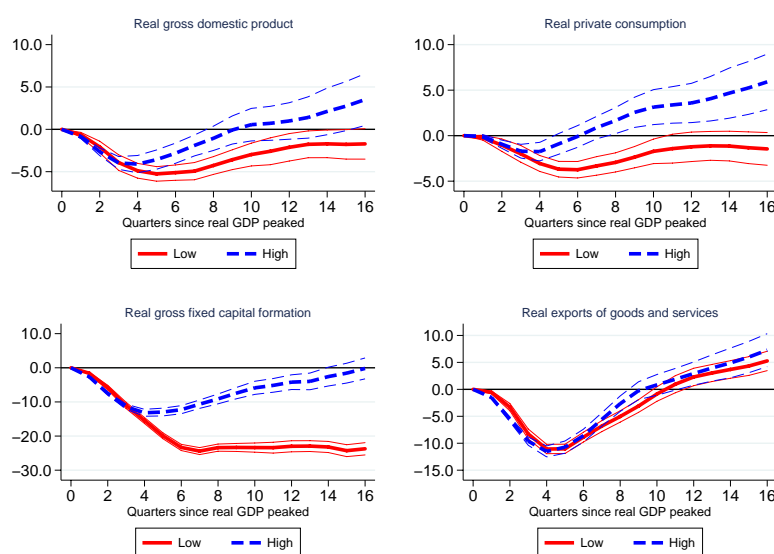 Real gross domestic product
10.0
5.0
0.0
−5.0
0 2 4 6 8 10 12 14 16
Quarters since real GDP peaked
Low High
Real private consumption
10.0
5.0
0.0
−5.0
0 2 4 6 8 10 12 14 16
Quarters since real GDP peaked
Low High
Real gross fixed capital formation
10.0
0.0
−10.0
−20.0
−30.0
0 2 4 6 8 10 12 14 16
Quarters since real GDP peaked
Low High
Real exports of goods and services
10.0
5.0
0.0
−5.0
−10.0
−15.0
0 2 4 6 8 10 12 14 16
Quarters since real GDP peaked
Low High